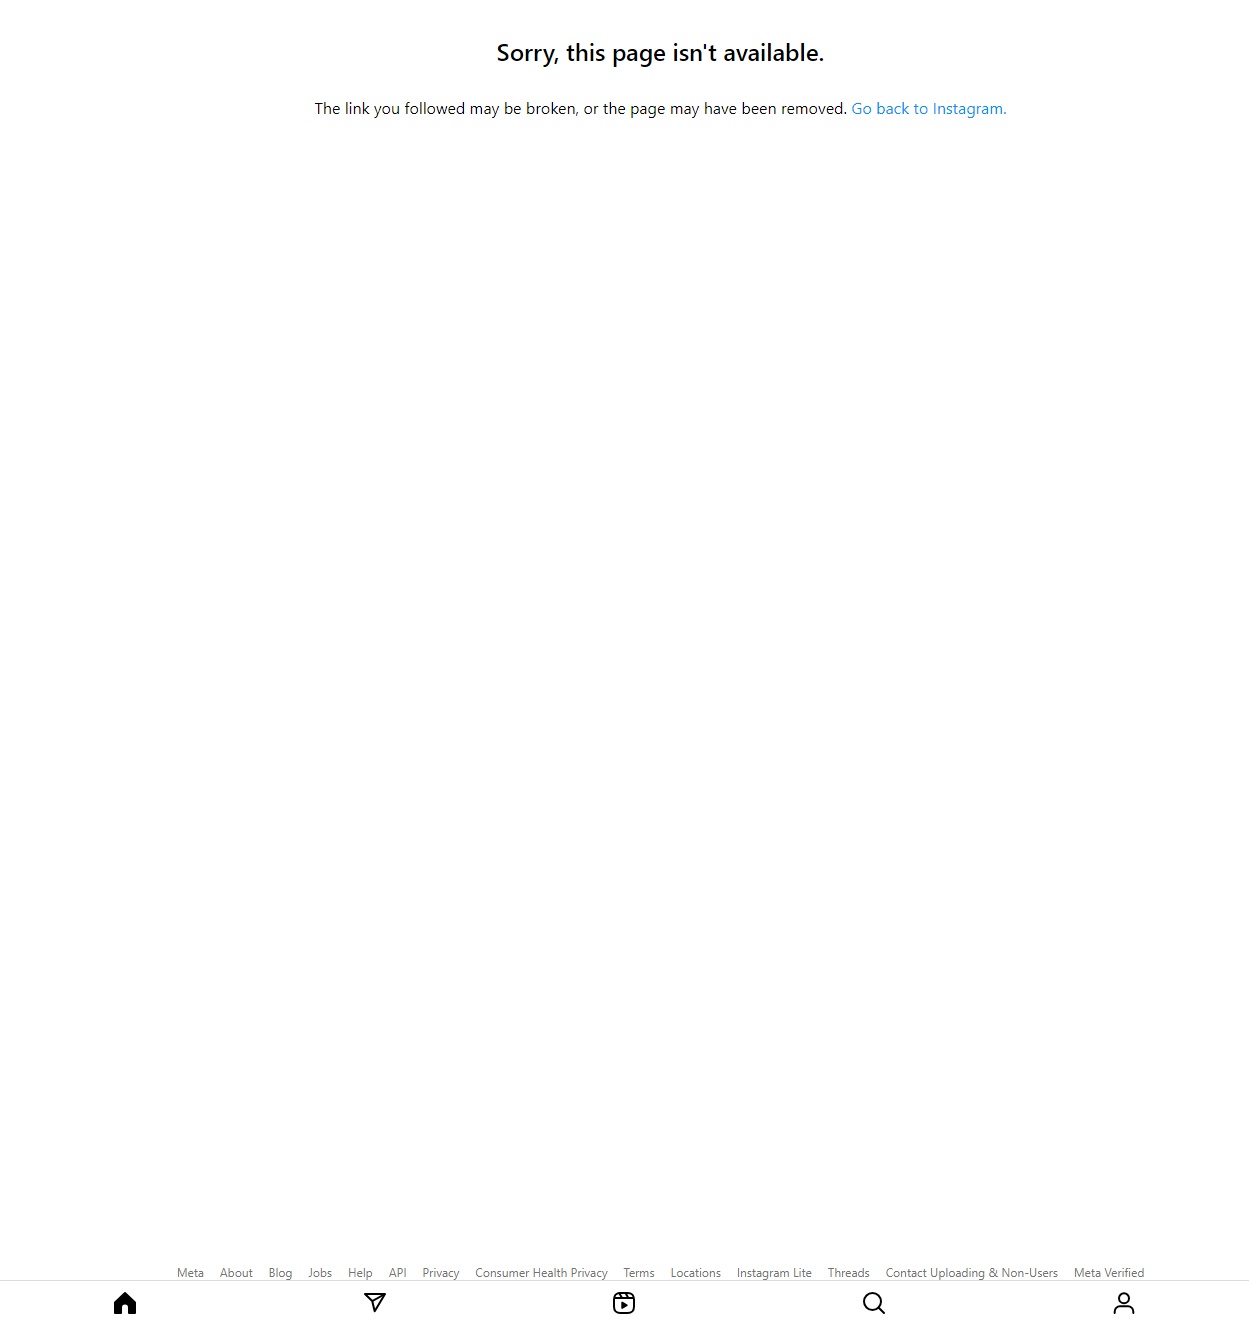 Sorry, this page isn't available.
The link you followed may be broken, or the page may have been removed. Go back to Instagram.
Meta About Blog Jobs Help API Privacy Consumer Health Privacy Terms Locations Instagram Lite Threads Contact Uploading & Non-Users Meta Verified